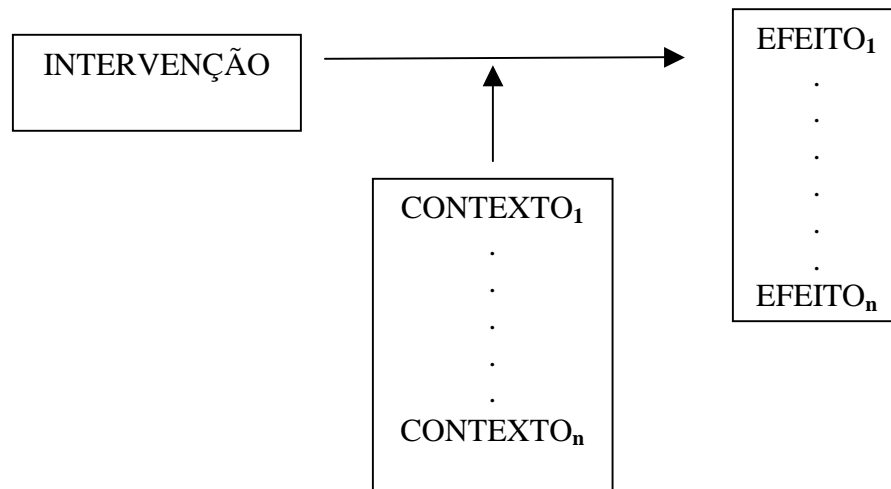 INTERVENÇÃO
EFEITO₁
.
.
.
.
.
.
EFEITOₙ
CONTEXTO₁
.
.
.
.
.
CONTEXTOₙ